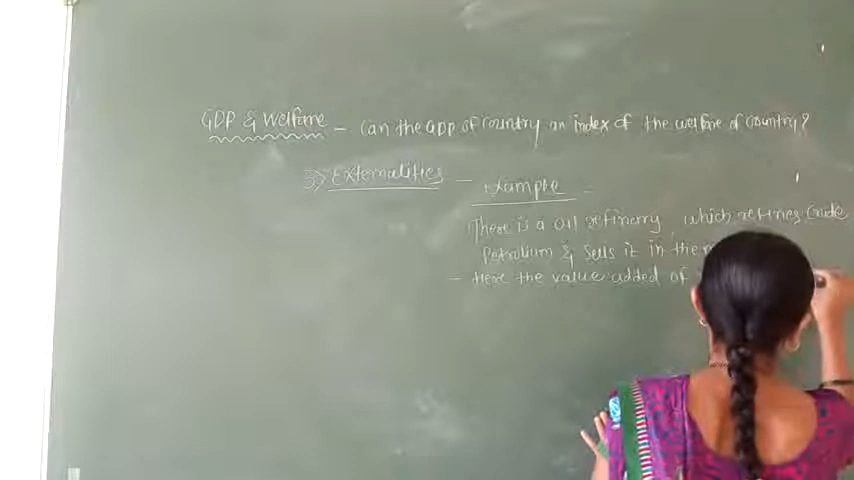 GDP & Welfare - Can the GDP of Country an index of the welfare of Country?
3) Externalities - Example -
There is a oil refinery, which refines Crude
Petrolium & Sells it in the
- Here the value added of